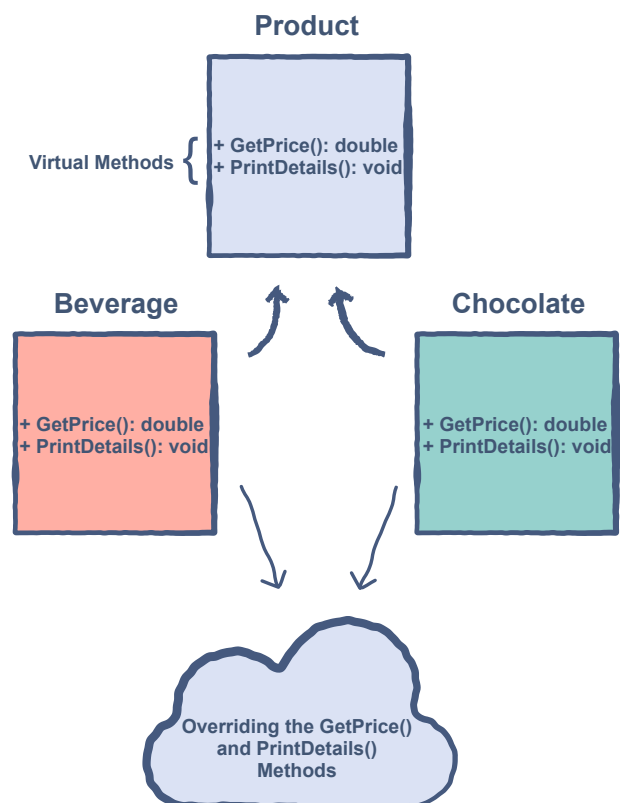 Product
Virtual Methods {
+ GetPrice(): double
+ PrintDetails(): void
Beverage
+ GetPrice(): double
+ PrintDetails(): void
Chocolate
+ GetPrice(): double
+ PrintDetails(): void
Overriding the GetPrice()
and PrintDetails()
Methods